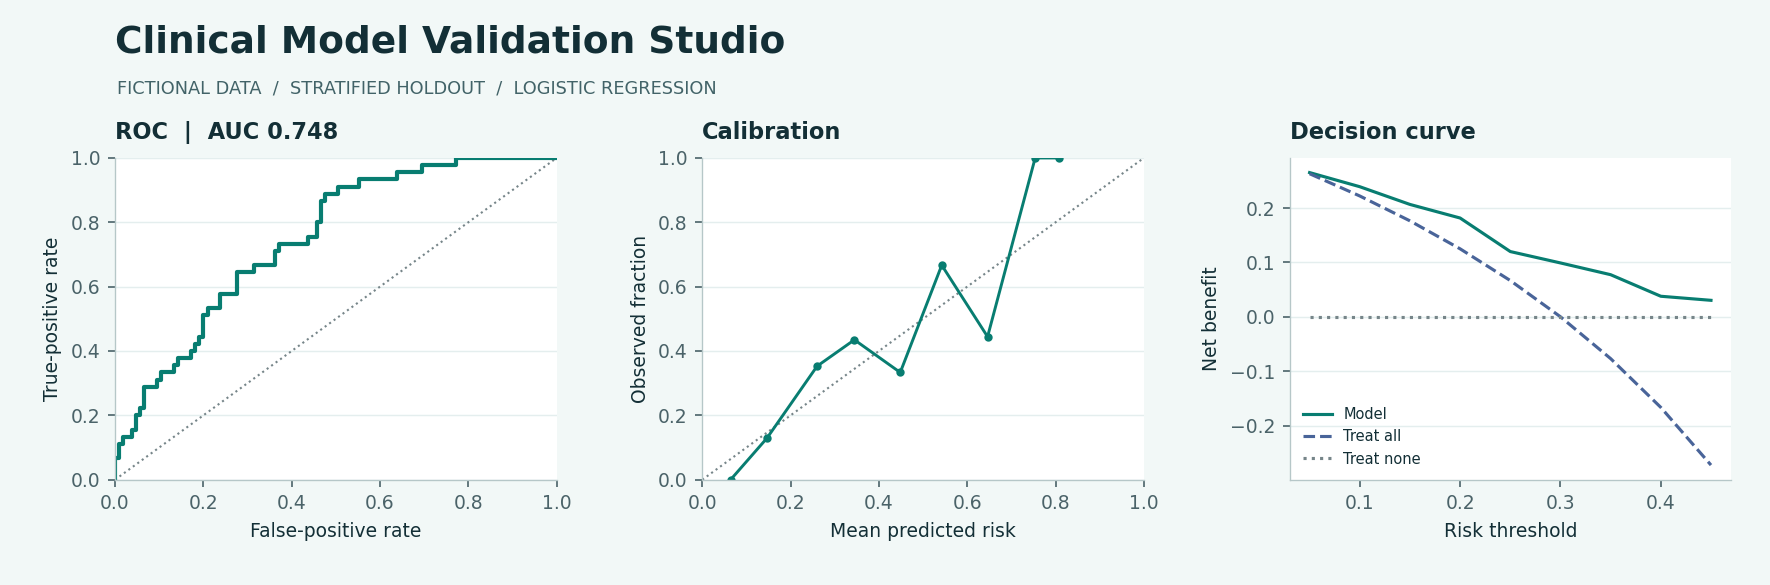 Clinical Model Validation Studio
FICTIONAL DATA / STRATIFIED HOLDOUT / LOGISTIC REGRESSION
ROC | AUC 0.748
1.0
0.8
0.6
0.4
0.2
0.0
True-positive rate
0.0 0.2 0.4 0.6 0.8 1.0
False-positive rate
Calibration
1.0
0.8
0.6
0.4
0.2
0.0
Observed fraction
0.0 0.2 0.4 0.6 0.8 1.0
Mean predicted risk
Decision curve
0.2
0.1
0.0
−0.1
−0.2
Net benefit
Model
Treat all
Treat none
0.1 0.2 0.3 0.4
Risk threshold